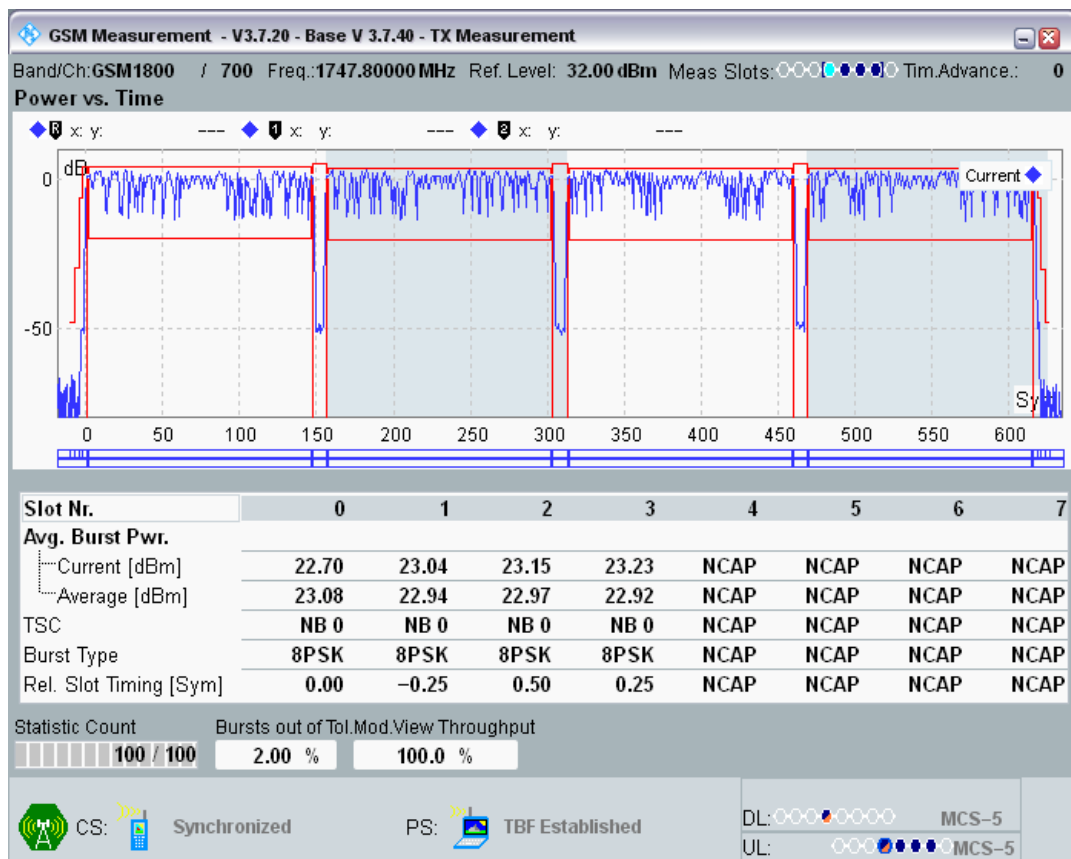 GSM Measurement - V3.7.20 - Base V 3.7.40 - TX Measurement
Band/Ch:GSM1800 / 700 Freq.:1747.80000 MHz Ref. Level: 32.00 dBm Meas Slots: Tim.Advance.: 0
Power vs. Time
R x: y: --- 1 x: y: --- 2 x: y: ---
dB
Current
0
-50
Sy
0 50 100 150 200 250 300 350 400 450 500 550 600
Slot Nr. 0 1 2 3 4 5 6 7
Avg. Burst Pwr.
Current [dBm] 22.70 23.04 23.15 23.23 NCAP NCAP NCAP NCAP
Average [dBm] 23.08 22.94 22.97 22.92 NCAP NCAP NCAP NCAP
TSC NB 0 NB 0 NB 0 NB 0 NCAP NCAP NCAP NCAP
Burst Type 8PSK 8PSK 8PSK 8PSK NCAP NCAP NCAP NCAP
Rel. Slot Timing [Sym] 0.00 −0.25 0.50 0.25 NCAP NCAP NCAP NCAP
Statistic Count Bursts out of Tol. Mod.View Throughput
100 / 100 2.00 % 100.0 %
CS: Synchronized PS: TBF Established
DL: MCS−5
UL: MCS−5